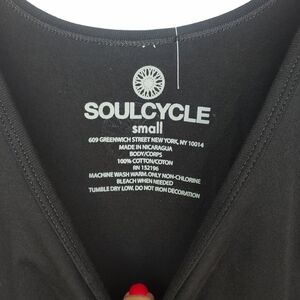 SOULCYCLE
small
609 GREENWICH STREET NEW YORK, NY 10014
MADE IN NICARAGUA
BODY/CORPS
100% COTTON/COTON
RN 152196
MACHINE WASH WARM. ONLY NON-CHLORINE
BLEACH WHEN NEEDED
TUMBLE DRY LOW. DO NOT IRON DECORATION